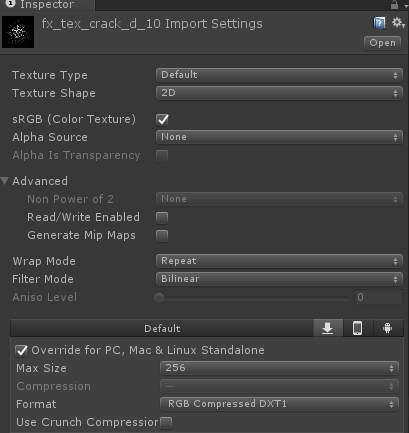 Inspector
fx_tex_crack_d_10 Import Settings
Open
Texture Type Default
Texture Shape 2D
sRGB (Color Texture)
Alpha Source None
Alpha Is Transparency
Advanced
Non Power of 2 None
Read/Write Enabled
Generate Mip Maps
Wrap Mode Repeat
Filter Mode Bilinear
Aniso Level 0
Default
Override for PC, Mac & Linux Standalone
Max Size 256
Compression —
Format RGB Compressed DXT1
Use Crunch Compression